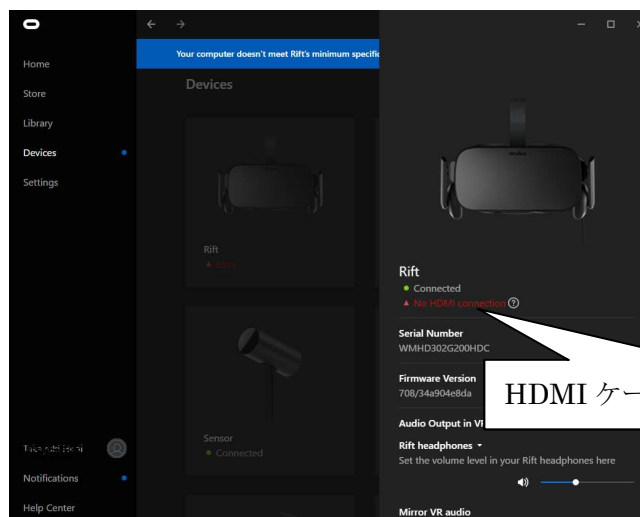 Home
Store
Library
Devices
Settings
Notifications
Help Center
Your computer doesn't meet Rift's minimum specific
Devices
Rift
Error
Sensor
Connected
oculus
Rift
Connected
No HDMI connection
Serial Number
WMHD302G200HDC
Firmware Version
708/34a904e8da
Audio Output in VR
Rift headphones
Set the volume level in your Rift headphones here
Mirror VR audio
HDMI ケー